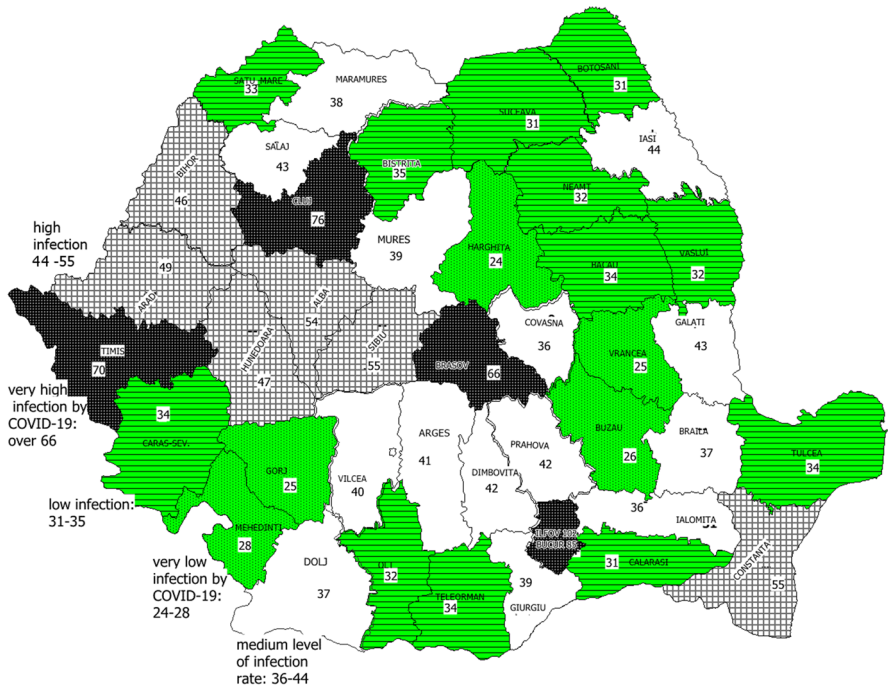 BOTOSANI
31
SATU MARE
33
MARAMURES
38
SUCEAVA
31
IASI
44
SALAJ
43
BISTRITA
35
BIHOR
46
CLUJ
76
NEAMT
32
MURES
39
HARGHITA
24
high
infection
44 -55
49
ARAD
BACAU
34
VASLUI
32
ALBA
54
SIBIU
55
COVASNA
36
GALATI
43
TIMIS
70
HUNEDOARA
47
BRASOV
66
VRANCEA
25
very high
infection by
COVID-19:
over 66
34
CARAS-SEV.
ARGES
41
PRAHOVA
42
BUZAU
26
BRAILA
37
TULCEA
34
GORJ
25
VILCEA
40
DIMBOVITA
42
low infection:
31-35
MEHEDINTI
28
36
IALOMITA
ILFOV 102
BUCUR 85
CONSTANTA
55
very low
infection by
COVID-19:
24-28
DOLJ
37
OLT
32
TELEORMAN
34
39
GIURGIU
31
CALARASI
medium level
of infection
rate: 36-44